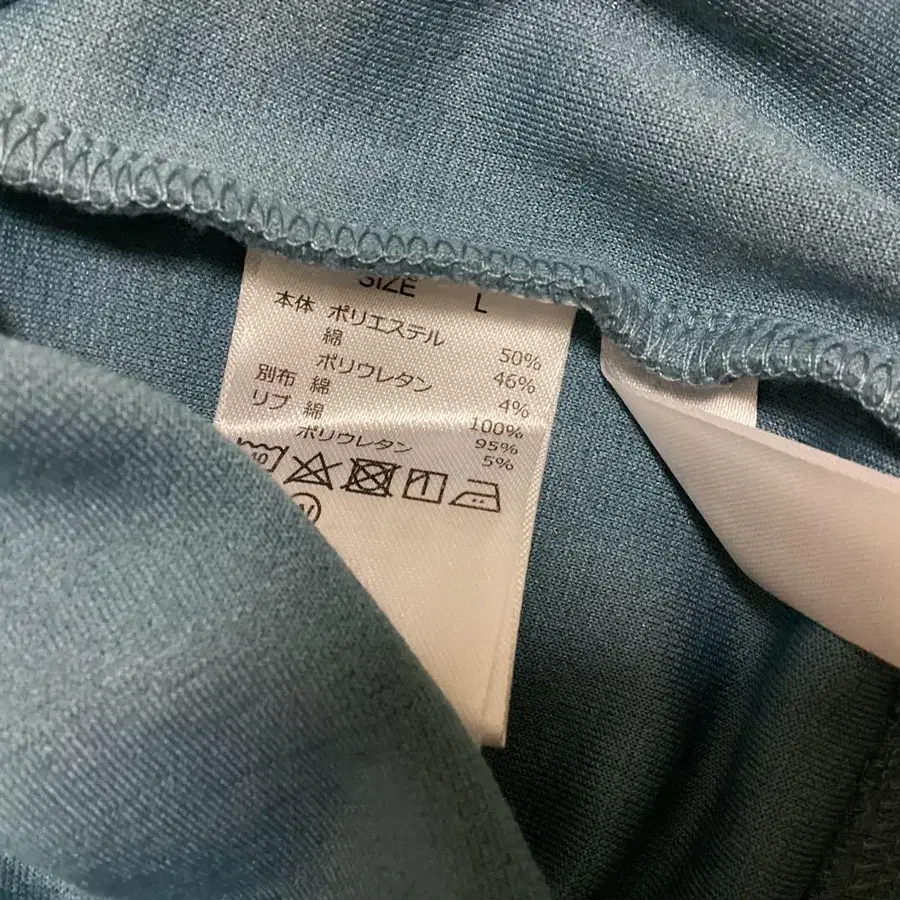 SIZE L
本体 ポリエステル 50%
綿 46%
ポリウレタン 4%
別布 綿 100%
リブ 綿 95%
ポリウレタン 5%
40
W